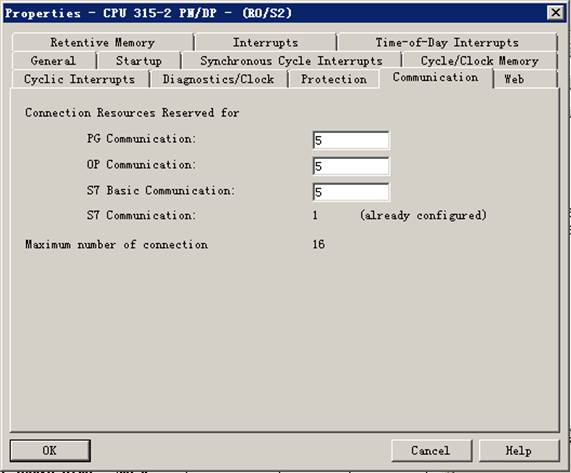 Properties - CPU 315-2 PN/DP - (R0/S2)
Retentive Memory Interrupts Time-of-Day Interrupts
General Startup Synchronous Cycle Interrupts Cycle/Clock Memory
Cyclic Interrupts Diagnostics/Clock Protection Communication Web
Connection Resources Reserved for
PG Communication: 5
OP Communication: 5
S7 Basic Communication: 5
S7 Communication: 1 (already configured)
Maximum number of connection 16
OK Cancel Help